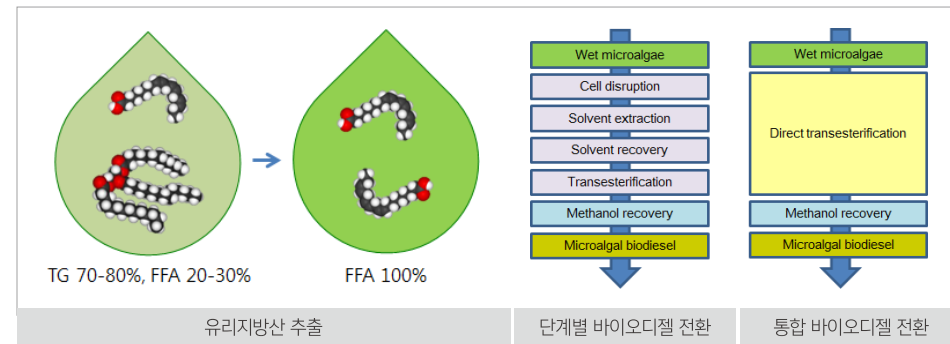 TG 70-80%, FFA 20-30%
FFA 100%
유리지방산 추출
Wet microalgae
Cell disruption
Solvent extraction
Solvent recovery
Transesterification
Methanol recovery
Microalgal biodiesel
단계별 바이오디젤 전환
Wet microalgae
Direct transesterification
Methanol recovery
Microalgal biodiesel
통합 바이오디젤 전환